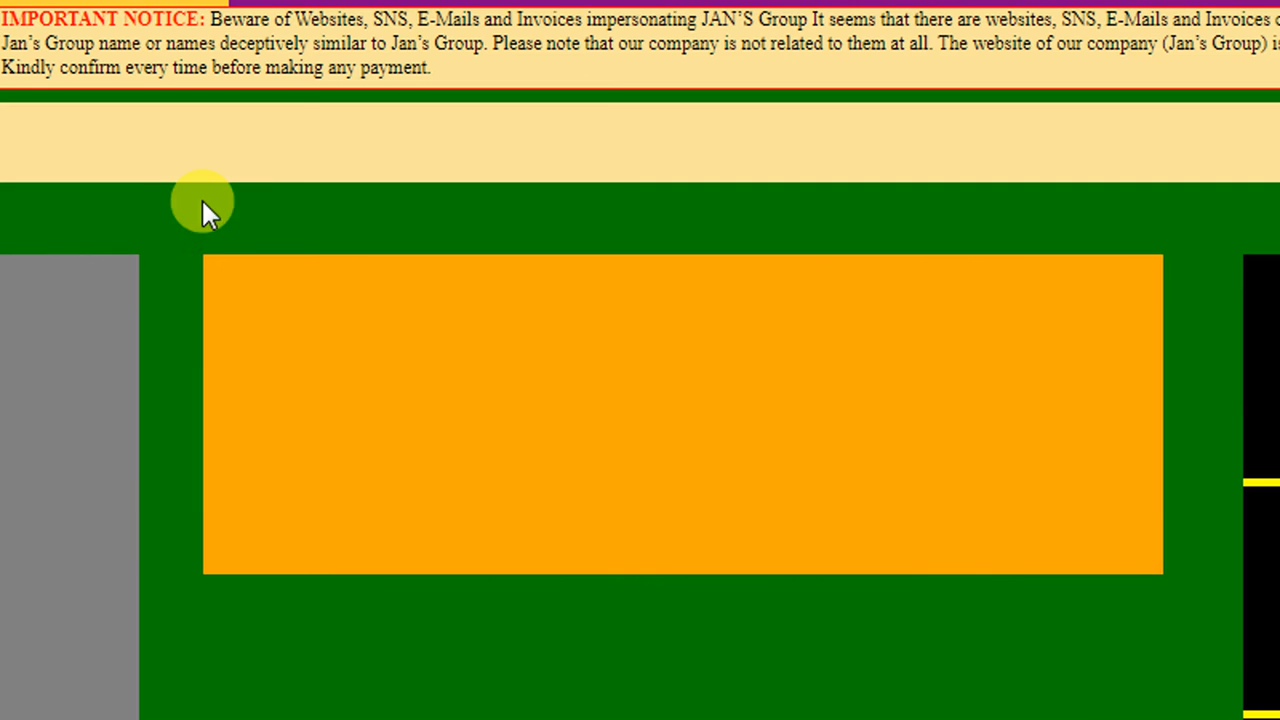 IMPORTANT NOTICE: Beware of Websites, SNS, E-Mails and Invoices impersonating JAN’S Group It seems that there are websites, SNS, E-Mails and Invoices
Jan’s Group name or names deceptively similar to Jan’s Group. Please note that our company is not related to them at all. The website of our company (Jan’s Group)
Kindly confirm every time before making any payment.